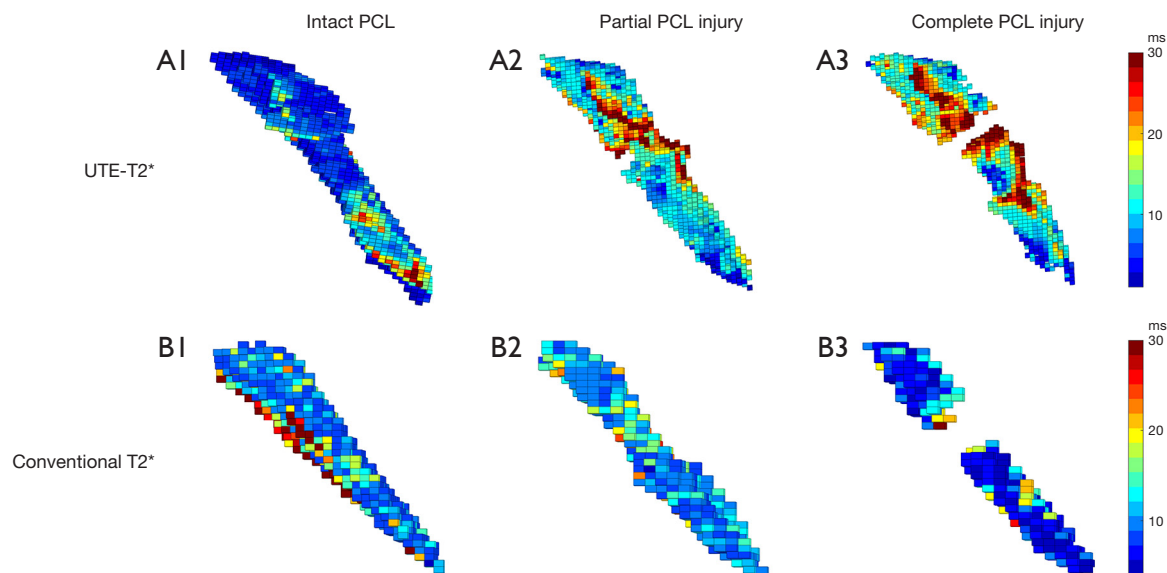 Intact PCL
Partial PCL injury
Complete PCL injury
A1
A2
A3
ms
30
20
10
UTE-T2*
B1
B2
B3
ms
30
20
10
Conventional T2*